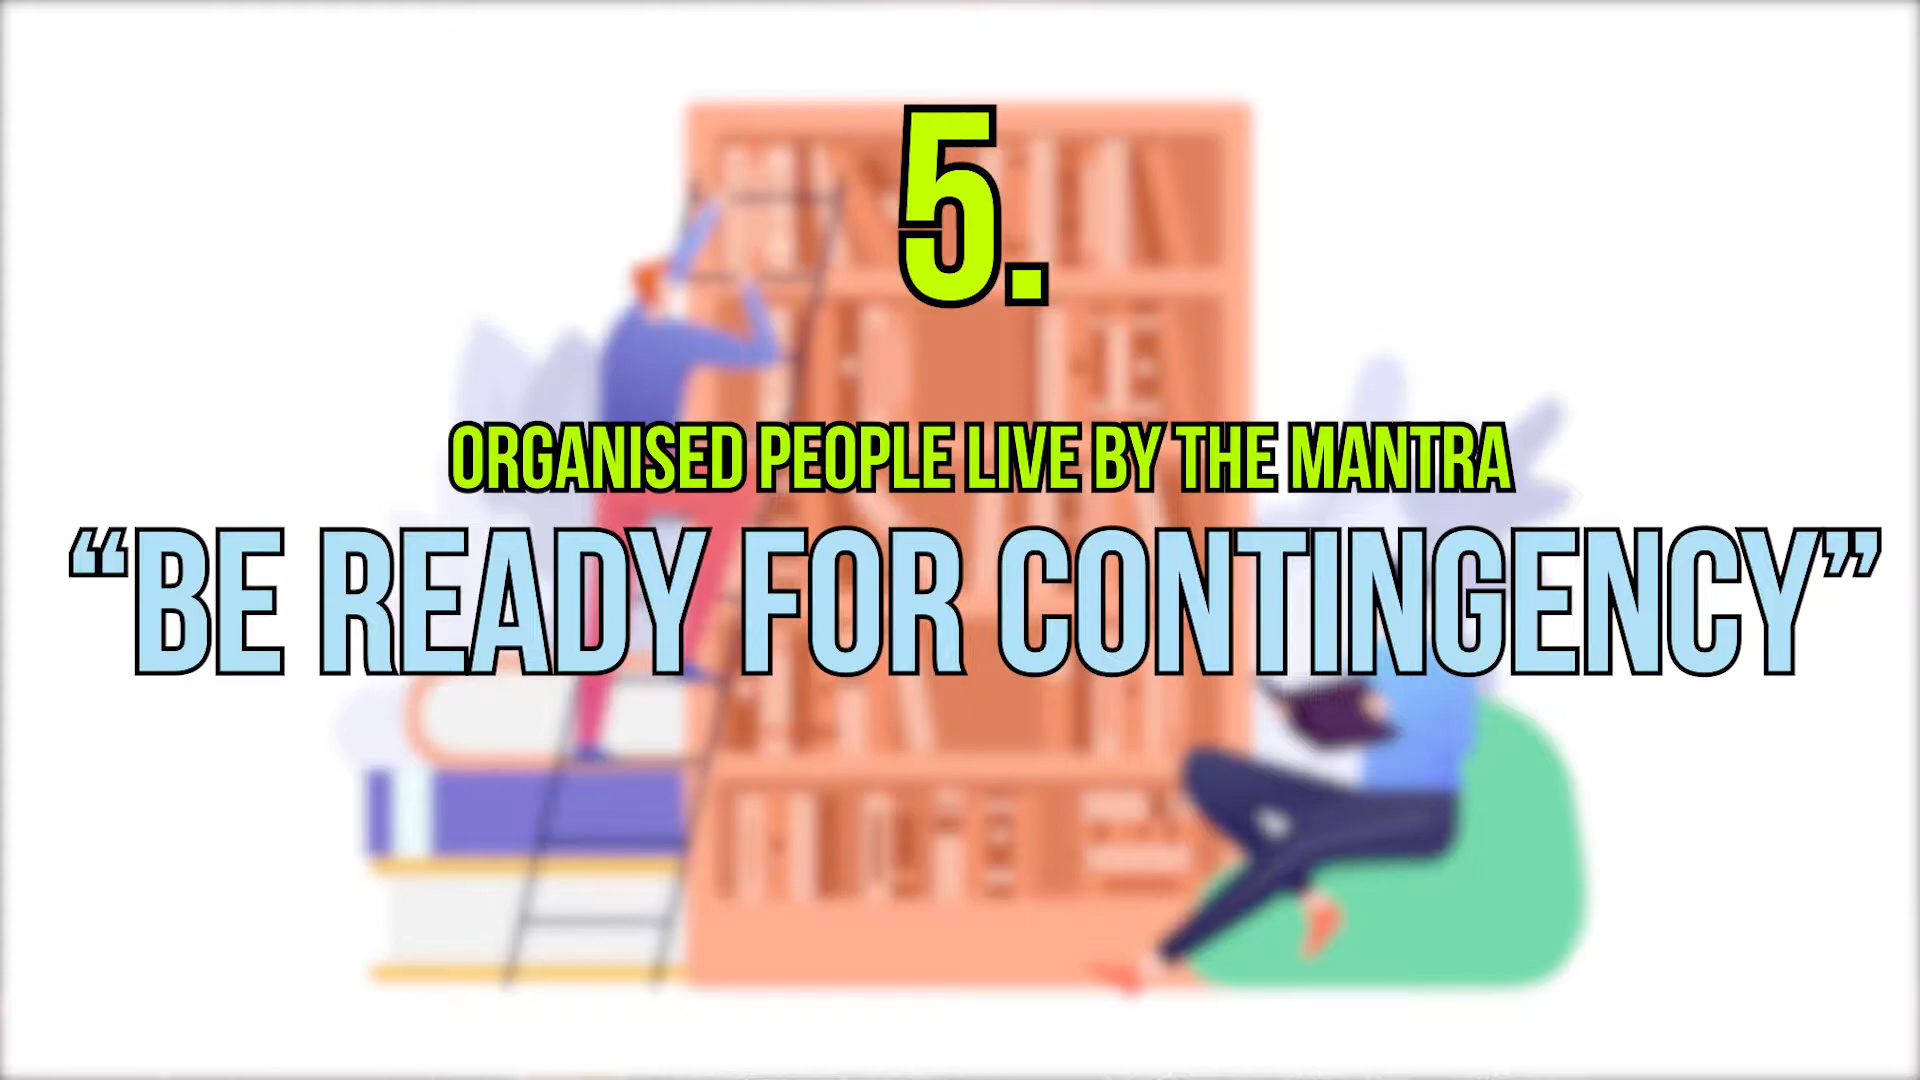 5.
ORGANISED PEOPLE LIVE BY THE MANTRA
“BE READY FOR CONTINGENCY”